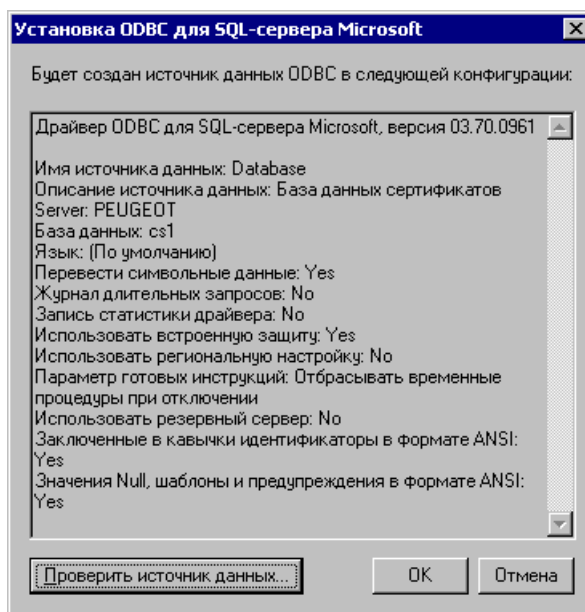 Установка ODBC для SQL-сервера Microsoft
Будет создан источник данных ODBC в следующей конфигурации:
Драйвер ODBC для SQL-сервера Microsoft, версия 03.70.0961
Имя источника данных: Database
Описание источника данных: База данных сертификатов
Server: PEUGEOT
База данных: cs1
Язык: (По умолчанию)
Перевести символьные данные: Yes
Журнал длительных запросов: No
Запись статистики драйвера: No
Использовать встроенную защиту: Yes
Использовать региональную настройку: No
Параметр готовых инструкций: Отбрасывать временные
процедуры при отключении
Использовать резервный сервер: No
Заключенные в кавычки идентификаторы в формате ANSI:
Yes
Значения Null, шаблоны и предупреждения в формате ANSI:
Yes
Проверить источник данных...
OK
Отмена